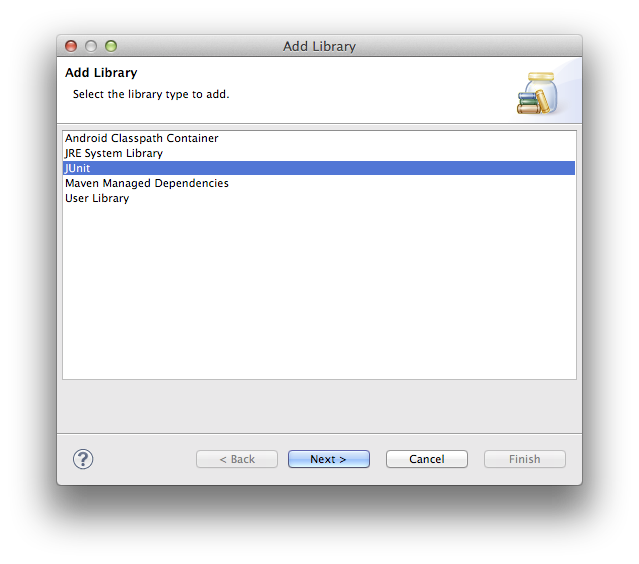 Add Library
Add Library
Select the library type to add.
Android Classpath Container
JRE System Library
JUnit
Maven Managed Dependencies
User Library
?
< Back
Next >
Cancel
Finish